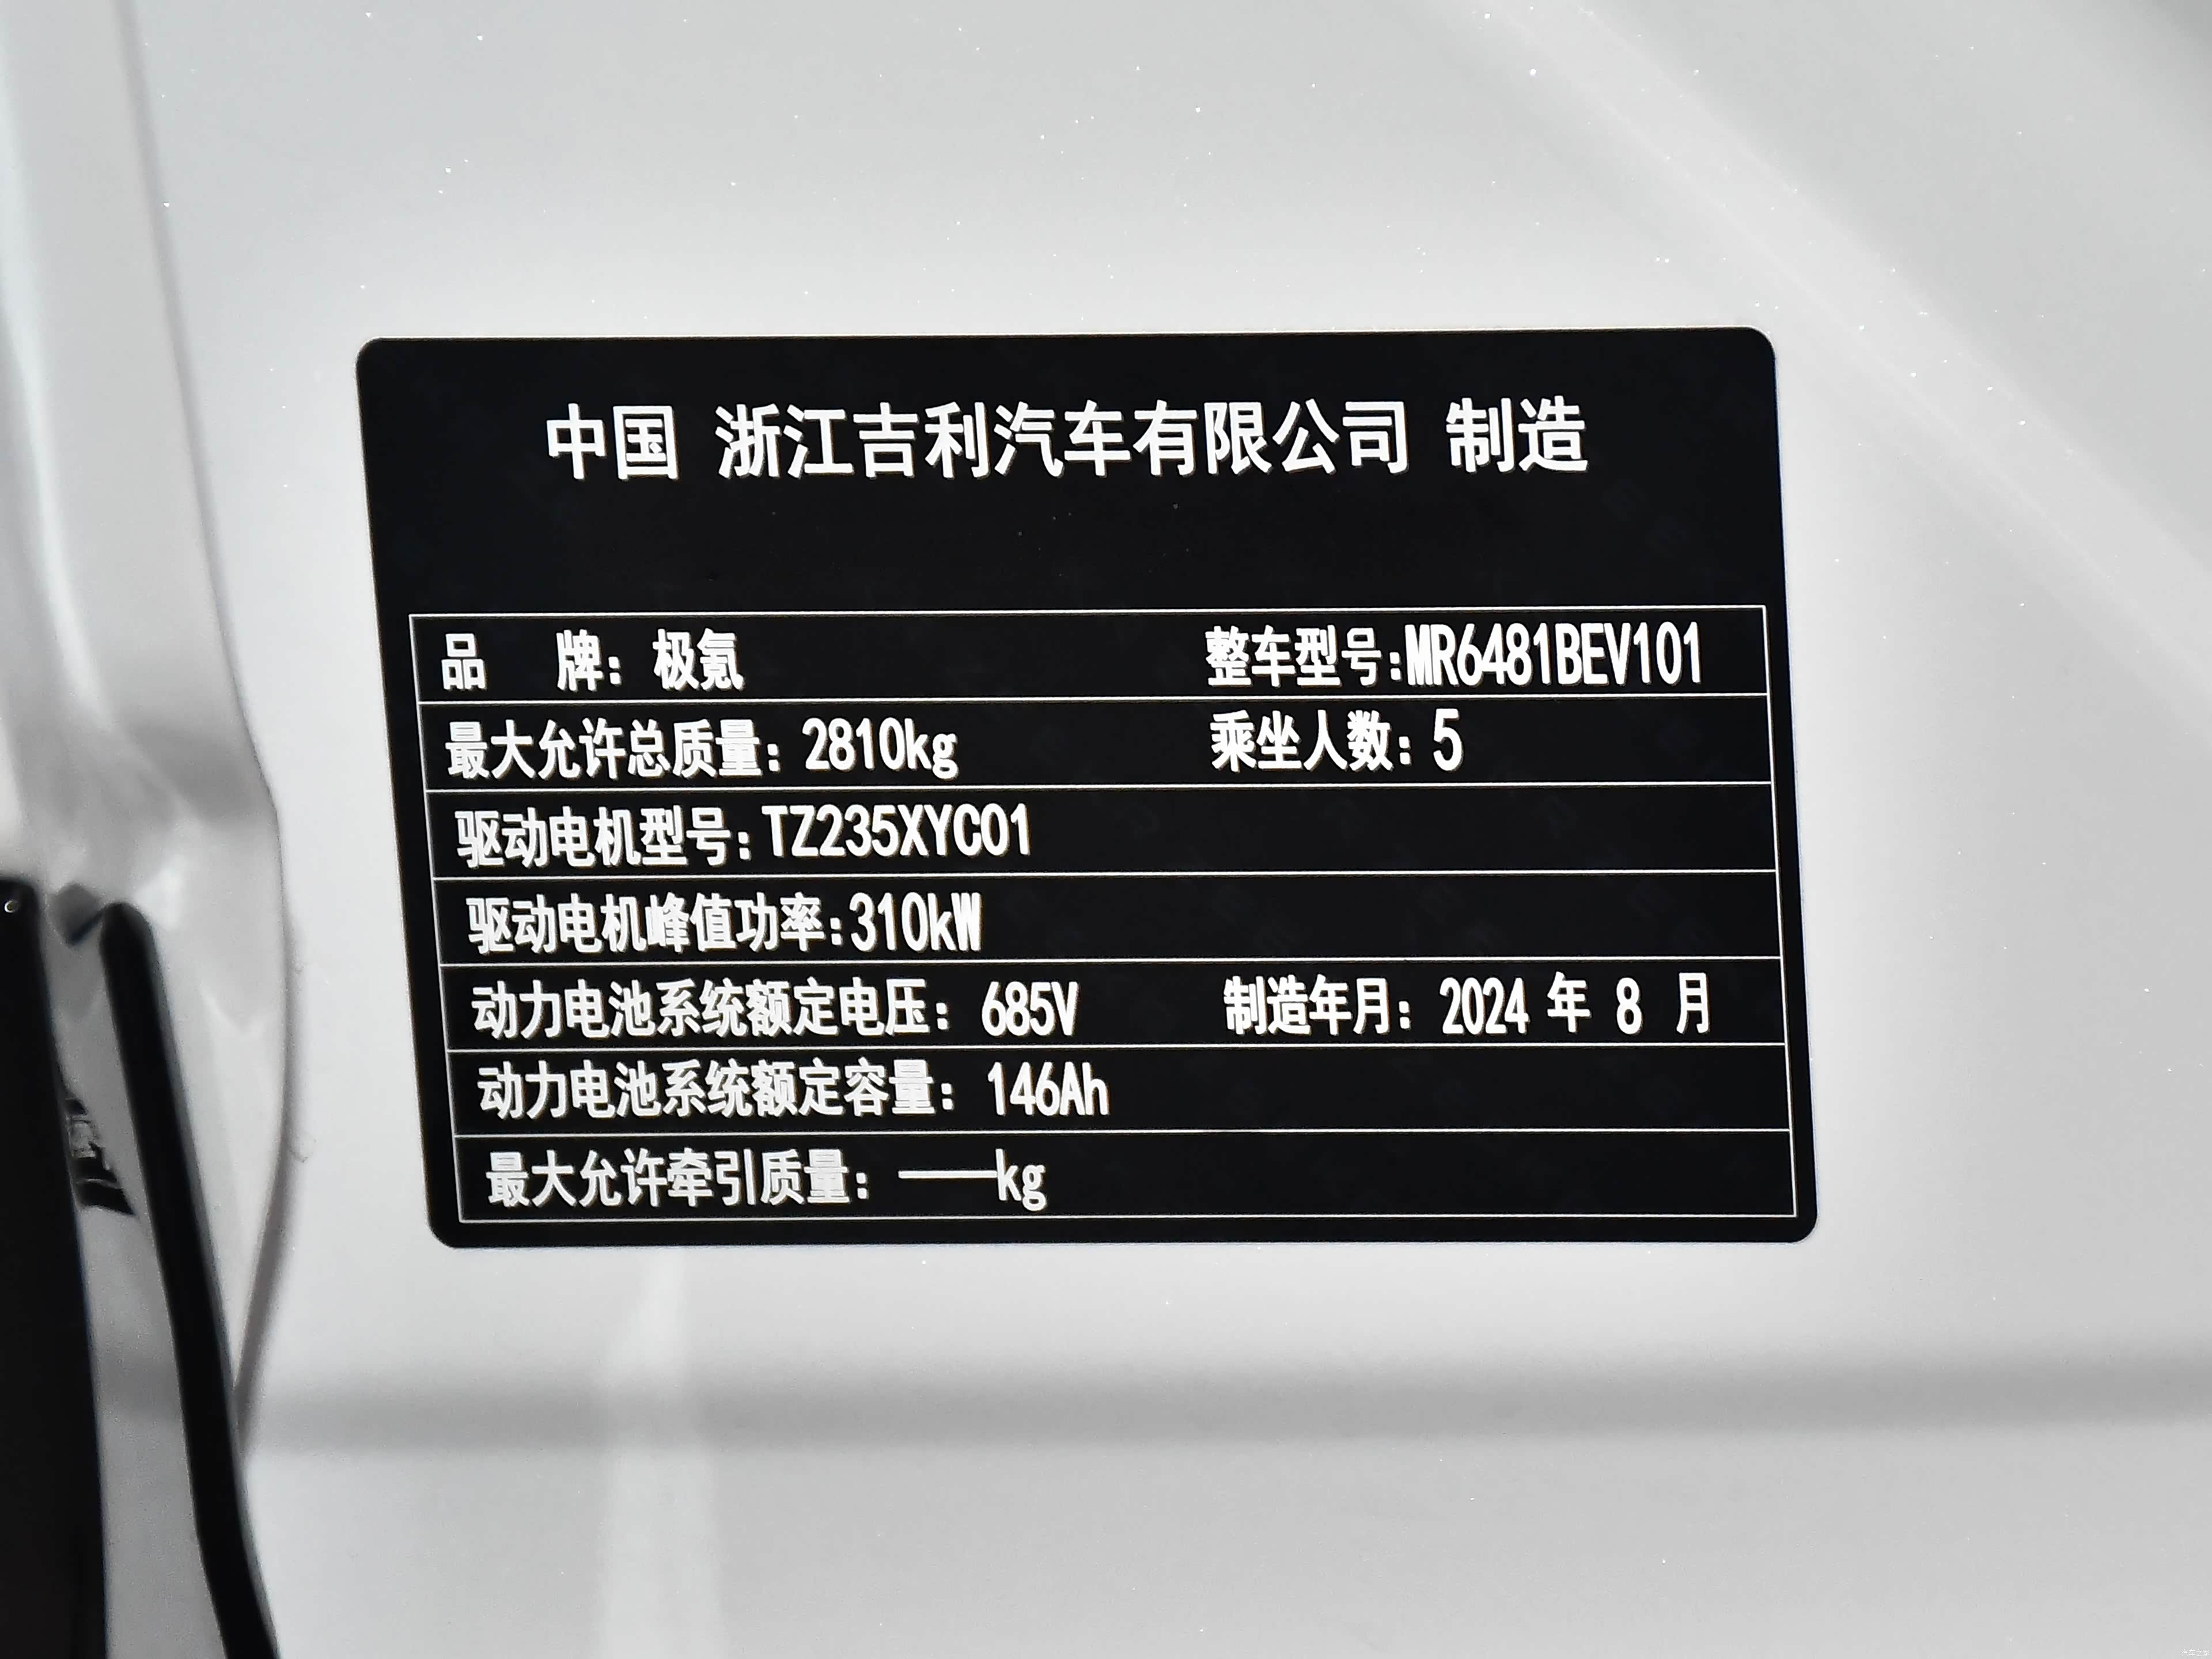 中国 浙江吉利汽车有限公司 制造
品 牌：极氪 整车型号:MR6481BEV101
最大允许总质量：2810kg 乘坐人数：5
驱动电机型号:TZ235XYC01
驱动电机峰值功率:310kW
动力电池系统额定电压：685V 制造年月：2024 年 8 月
动力电池系统额定容量：146Ah
最大允许牵引质量：——kg
汽车之家